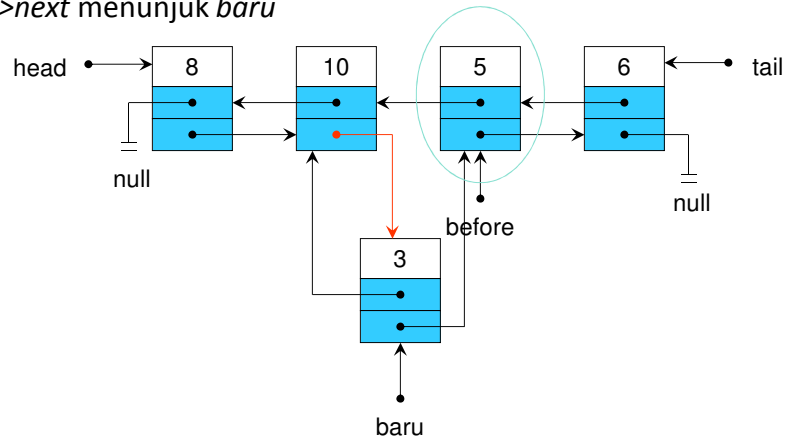 >next menunjuk baru
head 8 10 5 6 tail
null
null
before
3
baru